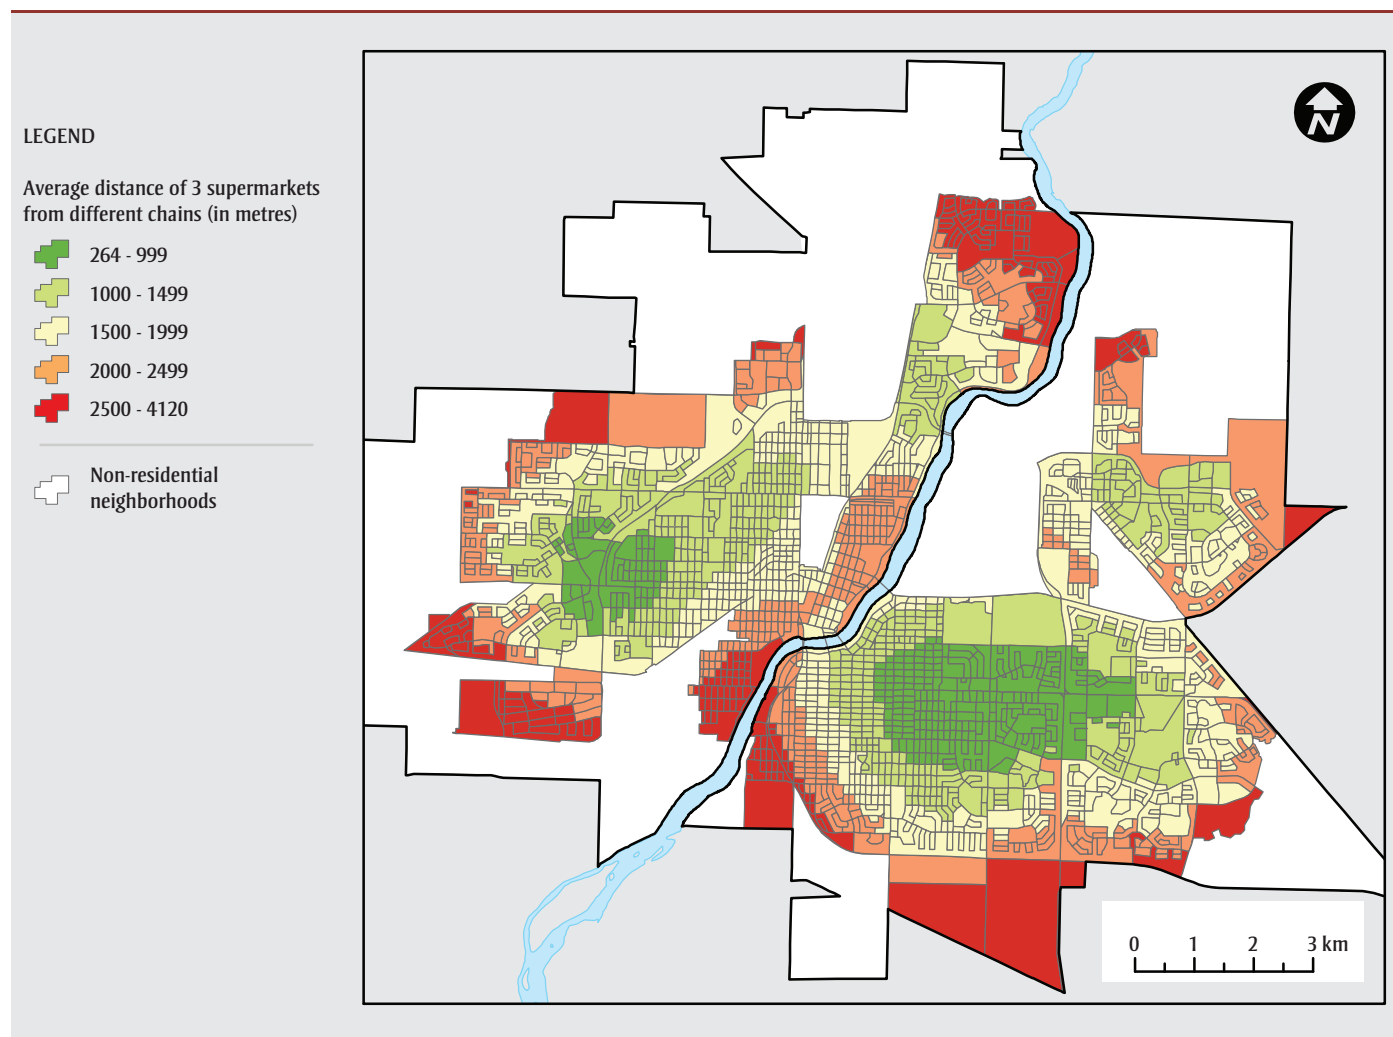 LEGEND
Average distance of 3 supermarkets
from different chains (in metres)
264 - 999
1000 - 1499
1500 - 1999
2000 - 2499
2500 - 4120
Non-residential
neighborhoods
N
0 1 2 3 km